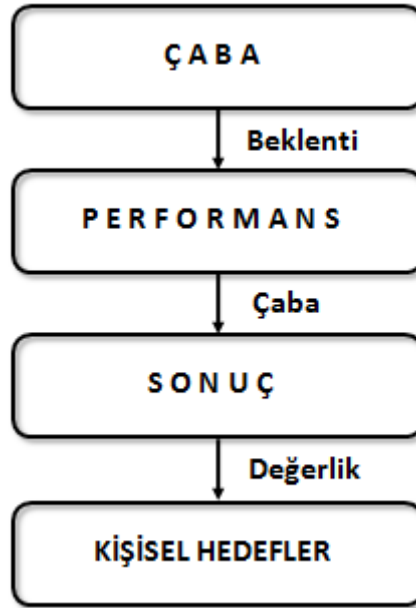 ÇABA
Beklenti
PERFORMANS
Çaba
SONUÇ
Değerlik
KİŞİSEL HEDEFLER